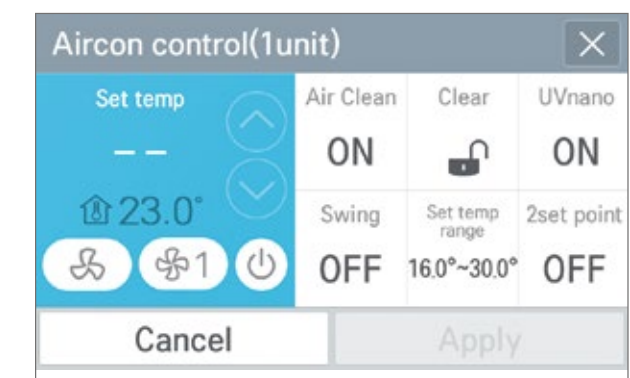 Aircon control(1unit)
Set temp
– –
23.0°
1
Air Clean
ON
Clear
UVnano
ON
Swing
OFF
Set temp
range
16.0°~30.0°
2set point
OFF
Cancel
Apply